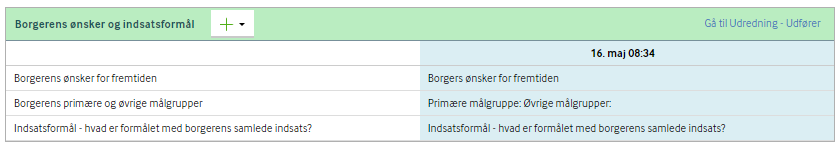 Borgerens ønsker og indsatsformål
Gå til Udredning - Udfører
16. maj 08:34
Borgerens ønsker for fremtiden
Borgers ønsker for fremtiden
Borgerens primære og øvrige målgrupper
Primære målgruppe: Øvrige målgrupper:
Indsatsformål - hvad er formålet med borgerens samlede indsats?
Indsatsformål - hvad er formålet med borgerens samlede indsats?